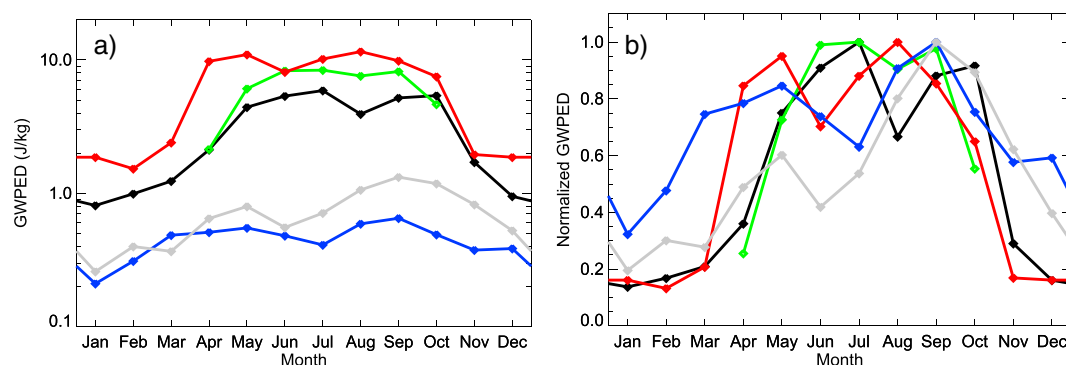 a)
GWPED (J/kg)
10.0
1.0
0.1
Jan Feb Mar Apr May Jun Jul Aug Sep Oct Nov Dec
Month
b)
Normalized GWPED
1.0
0.8
0.6
0.4
0.2
0.0
Jan Feb Mar Apr May Jun Jul Aug Sep Oct Nov Dec
Month